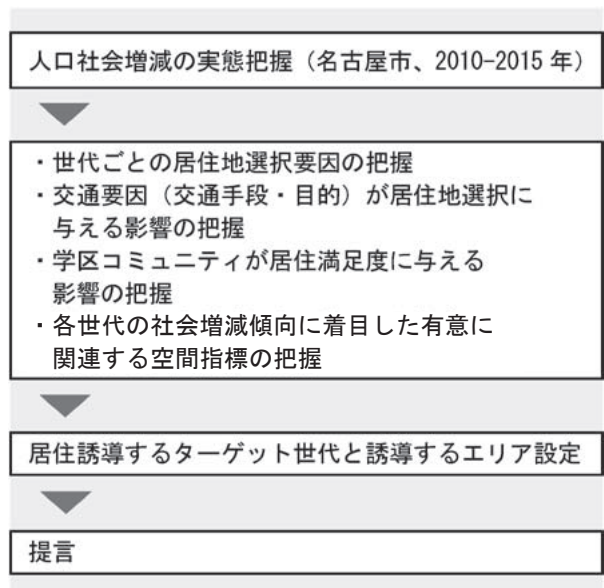 人口社会増減の実態把握（名古屋市、2010-2015 年）
・世代ごとの居住地選択要因の把握
・交通要因（交通手段・目的）が居住地選択に
与える影響の把握
・学区コミュニティが居住満足度に与える
影響の把握
・各世代の社会増減傾向に着目した有意に
関連する空間指標の把握
居住誘導するターゲット世代と誘導するエリア設定
提言